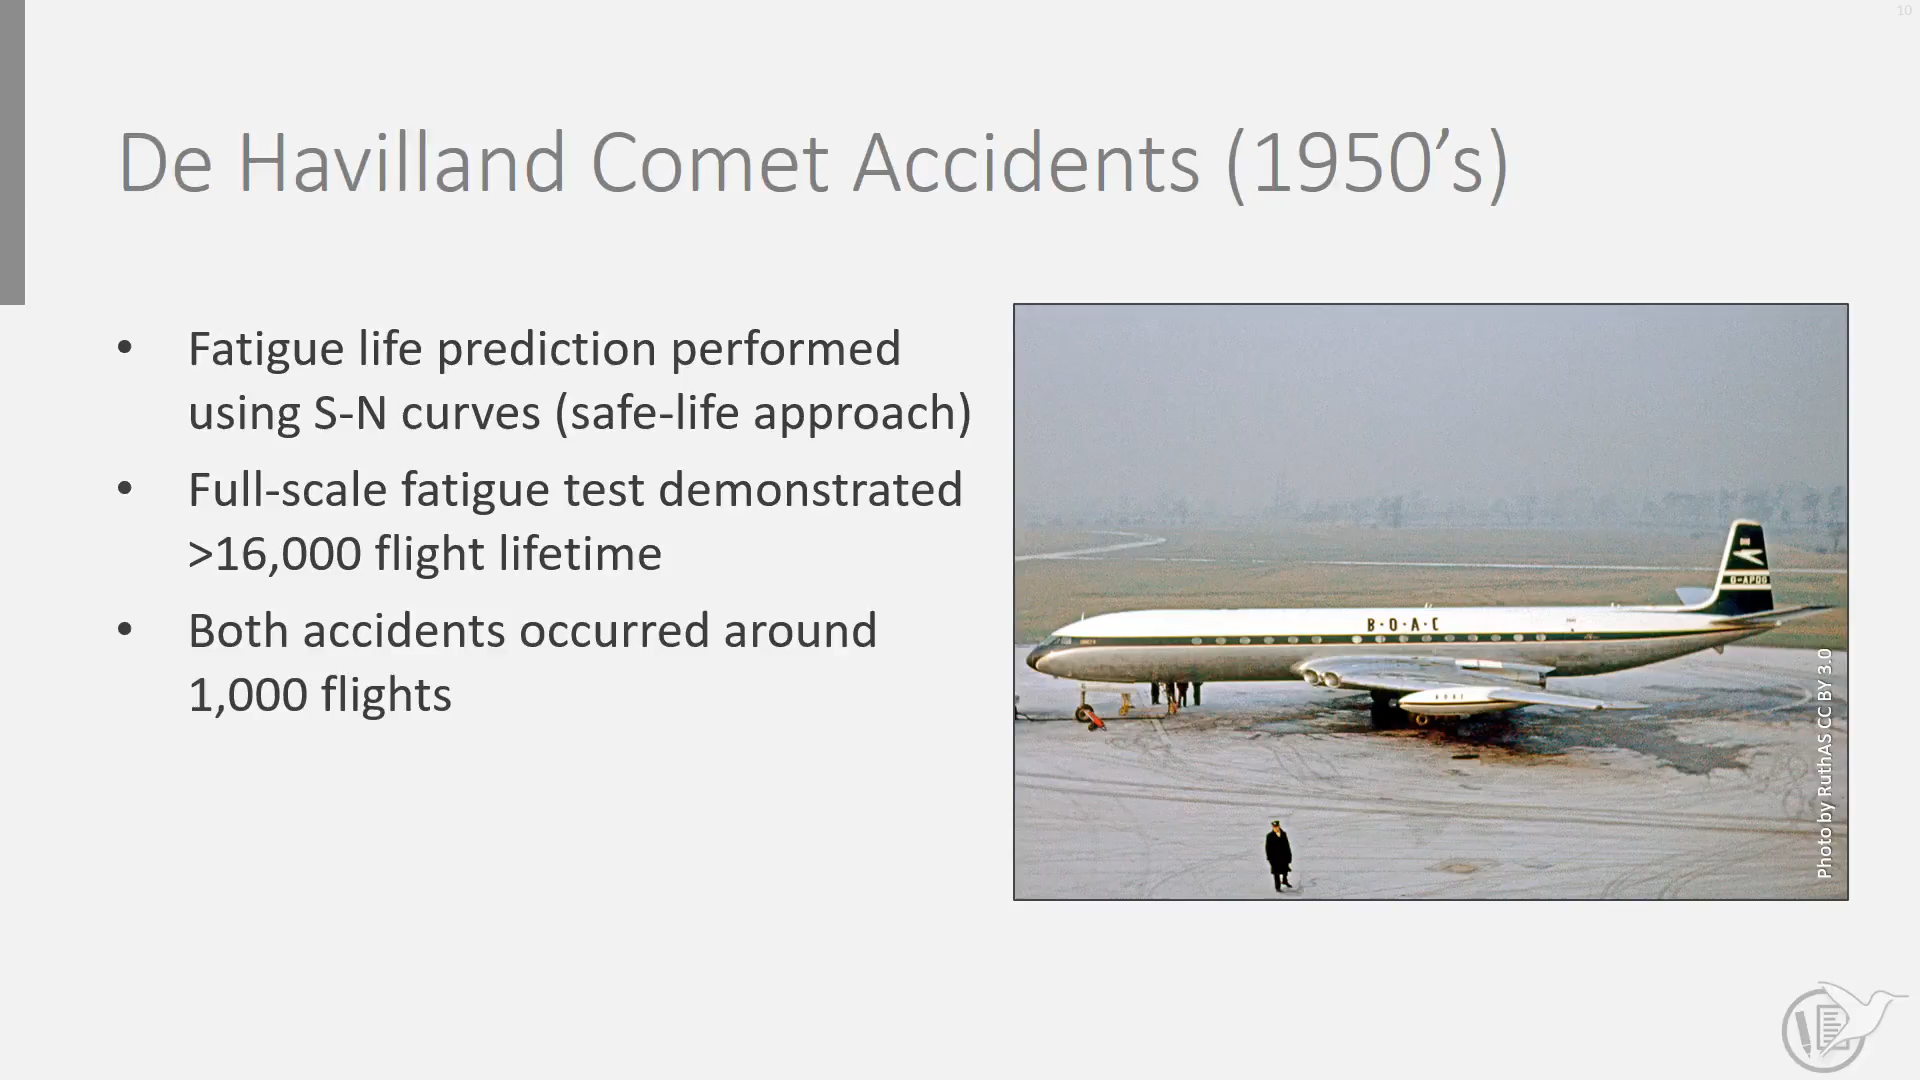 10
De Havilland Comet Accidents (1950’s)
• Fatigue life prediction performed
using S-N curves (safe-life approach)
• Full-scale fatigue test demonstrated
>16,000 flight lifetime
• Both accidents occurred around
1,000 flights
B·O·A·C
G-APDG
BOAC
Photo by RuthAS CC BY 3.0